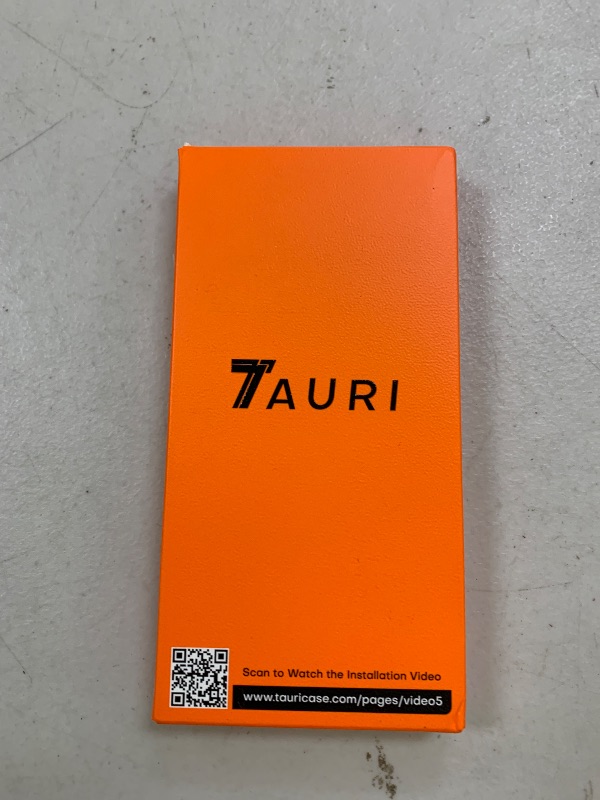 TAURI
Scan to Watch the Installation Video
www.tauricase.com/pages/video5